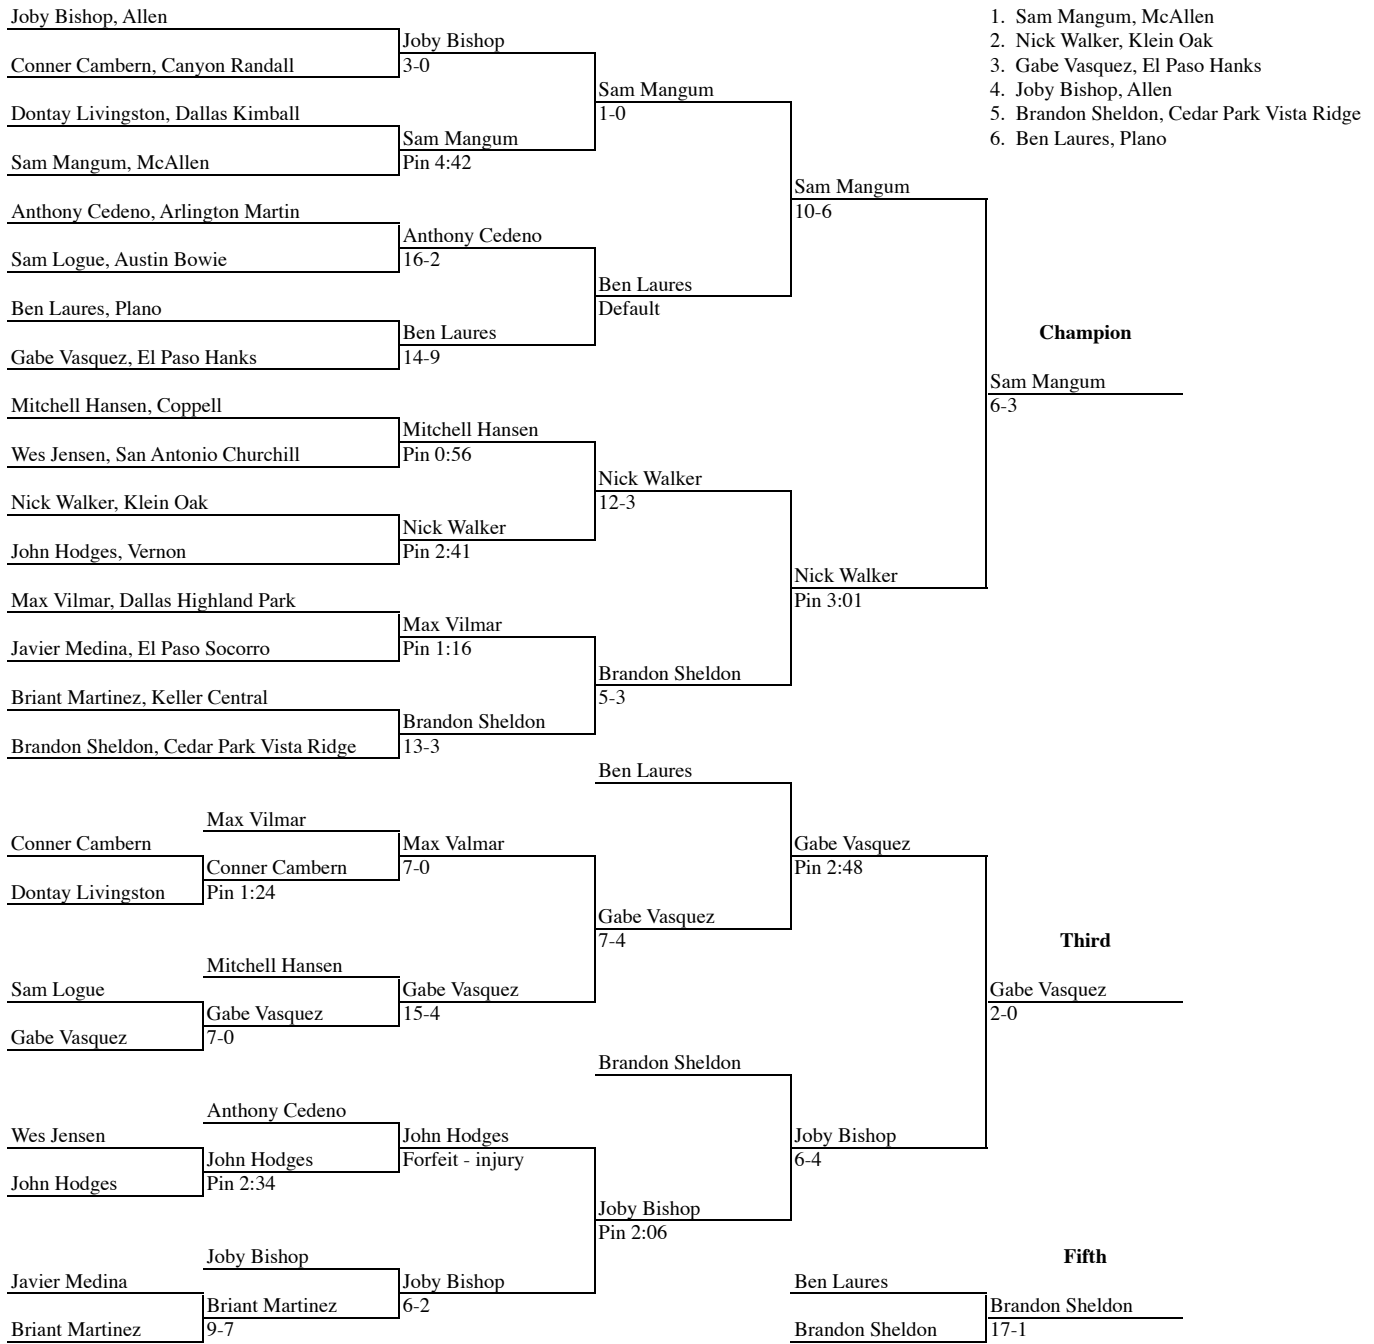 Joby Bishop, Allen
Joby Bishop
Conner Cambern, Canyon Randall
3-0
Sam Mangum
1-0
Dontay Livingston, Dallas Kimball
Sam Mangum
Sam Mangum, McAllen
Pin 4:42
Sam Mangum
10-6
Anthony Cedeno, Arlington Martin
Anthony Cedeno
Sam Logue, Austin Bowie
16-2
Ben Laures
Default
Ben Laures, Plano
Ben Laures
Gabe Vasquez, El Paso Hanks
14-9
1. Sam Mangum, McAllen
2. Nick Walker, Klein Oak
3. Gabe Vasquez, El Paso Hanks
4. Joby Bishop, Allen
5. Brandon Sheldon, Cedar Park Vista Ridge
6. Ben Laures, Plano
Champion
Sam Mangum
6-3
Mitchell Hansen, Coppell
Mitchell Hansen
Wes Jensen, San Antonio Churchill
Pin 0:56
Nick Walker
12-3
Nick Walker, Klein Oak
Nick Walker
John Hodges, Vernon
Pin 2:41
Nick Walker
Pin 3:01
Max Vilmar, Dallas Highland Park
Max Vilmar
Javier Medina, El Paso Socorro
Pin 1:16
Brandon Sheldon
5-3
Briant Martinez, Keller Central
Brandon Sheldon
Brandon Sheldon, Cedar Park Vista Ridge
13-3
Ben Laures
Max Vilmar
Conner Cambern
Max Valmar
Gabe Vasquez
Conner Cambern
7-0
Pin 2:48
Dontay Livingston
Pin 1:24
Gabe Vasquez
7-4
Third
Mitchell Hansen
Sam Logue
Gabe Vasquez
Gabe Vasquez
Gabe Vasquez
15-4
2-0
Gabe Vasquez
7-0
Brandon Sheldon
Anthony Cedeno
Wes Jensen
John Hodges
Joby Bishop
John Hodges
Forfeit - injury
6-4
John Hodges
Pin 2:34
Joby Bishop
Pin 2:06
Joby Bishop
Fifth
Javier Medina
Joby Bishop
Ben Laures
Briant Martinez
6-2
Brandon Sheldon
Briant Martinez
9-7
Brandon Sheldon
17-1